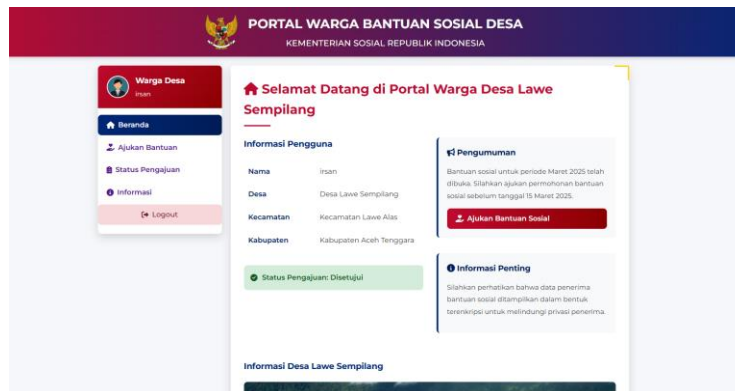 PORTAL WARGA BANTUAN SOSIAL DESA
KEMENTERIAN SOSIAL REPUBLIK INDONESIA
Warga Desa
irsan
Beranda
Ajukan Bantuan
Status Pengajuan
Informasi
Logout
Selamat Datang di Portal Warga Desa Lawe
Sempilang
Informasi Pengguna
Nama irsan
Desa Desa Lawe Sempilang
Kecamatan Kecamatan Lawe Alas
Kabupaten Kabupaten Aceh Tenggara
Status Pengajuan: Disetujui
Pengumuman
Bantuan sosial untuk periode Maret 2025 telah
dibuka. Silahkan ajukan permohonan bantuan
sosial sebelum tanggal 15 Maret 2025.
Ajukan Bantuan Sosial
Informasi Penting
Silahkan perhatikan bahwa data penerima
bantuan sosial ditampilkan dalam bentuk
terenkripsi untuk melindungi privasi penerima.
Informasi Desa Lawe Sempilang